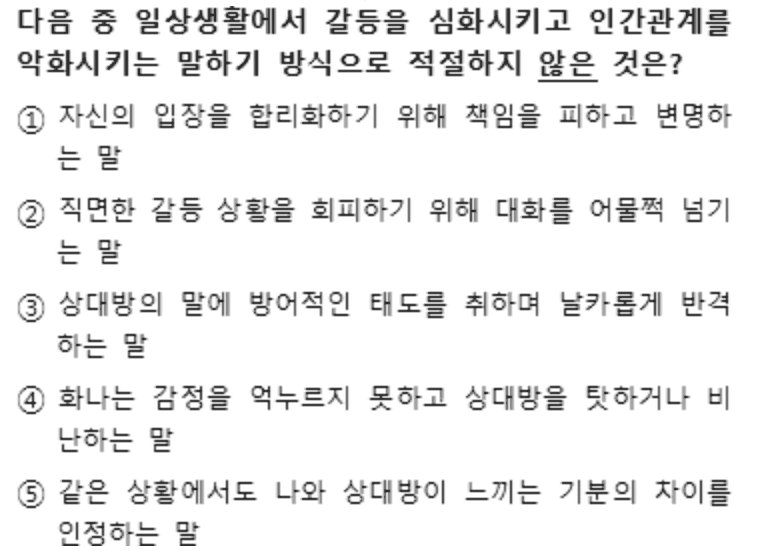 다음 중 일상생활에서 갈등을 심화시키고 인간관계를
악화시키는 말하기 방식으로 적절하지 않은 것은?
① 자신의 입장을 합리화하기 위해 책임을 피하고 변명하
는 말
② 직면한 갈등 상황을 회피하기 위해 대화를 어물쩍 넘기
는 말
③ 상대방의 말에 방어적인 태도를 취하며 날카롭게 반격
하는 말
④ 화나는 감정을 억누르지 못하고 상대방을 탓하거나 비
난하는 말
⑤ 같은 상황에서도 나와 상대방이 느끼는 기분의 차이를
인정하는 말